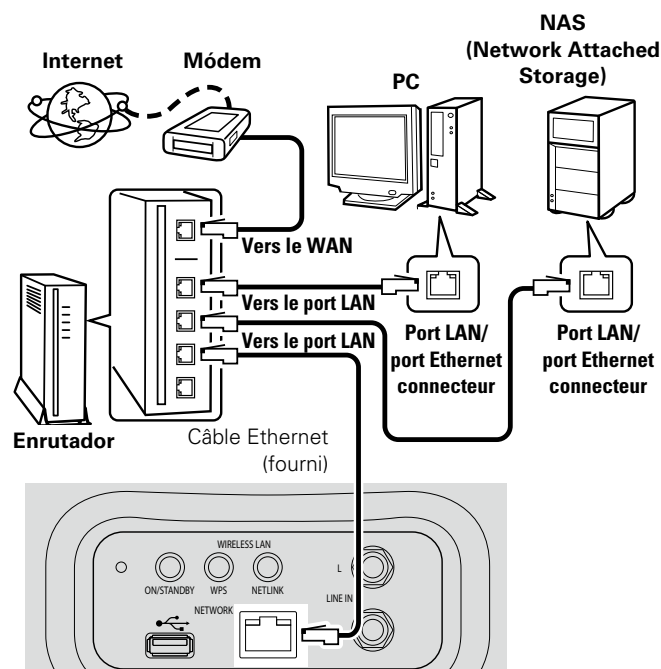 NAS
(Network Attached
Storage)
Internet
Módem
PC
Vers le WAN
Vers le port LAN
Vers le port LAN
Port LAN/
port Ethernet
connecteur
Port LAN/
port Ethernet
connecteur
Enrutador
Câble Ethernet
(fourni)
WIRELESS LAN
ON/STANDBY
WPS
NETLINK
L
LINE IN
NETWORK